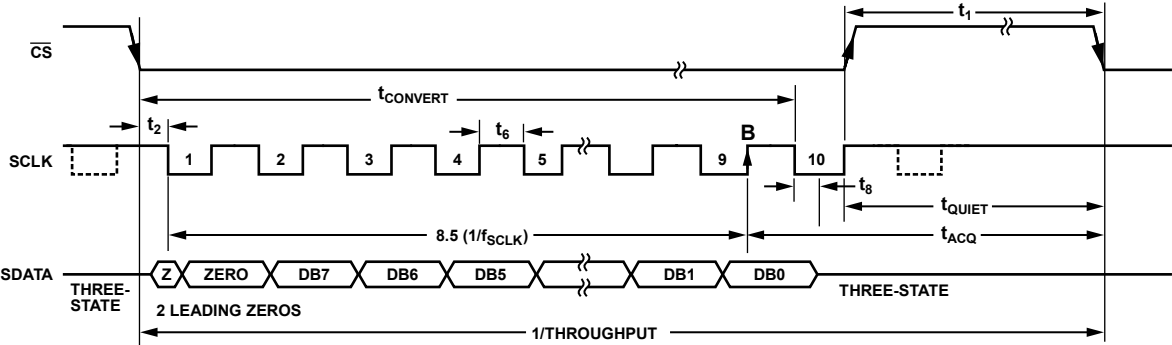 t1
CS
tCONVERT
t2
t6
B
SCLK
1 2 3 4 5 9 10
t8
tQUIET
8.5 (1/fSCLK)
tACQ
SDATA
Z ZERO DB7 DB6 DB5 DB1 DB0
THREE-
STATE
THREE-STATE
2 LEADING ZEROS
1/THROUGHPUT